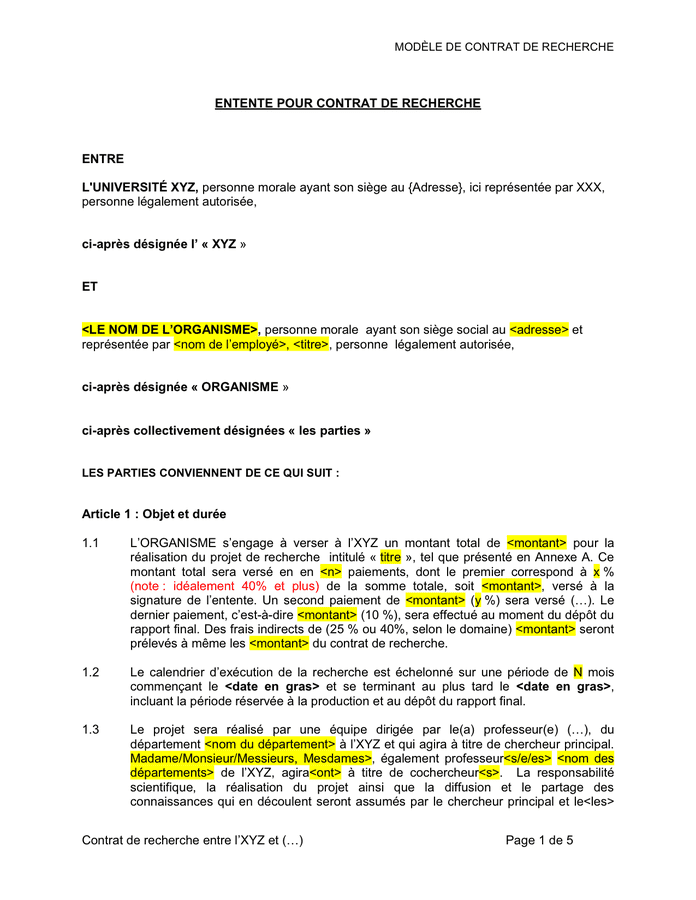 MODÈLE DE CONTRAT DE RECHERCHE
ENTENTE POUR CONTRAT DE RECHERCHE
ENTRE
L'UNIVERSITÉ XYZ, personne morale ayant son siège au {Adresse}, ici représentée par XXX,
personne légalement autorisée,
ci-après désignée l' « XYZ »
ET
<LE NOM DE L'ORGANISME>, personne morale ayant son siège social au <adresse> et
représentée par <nom de l'employé>, <titre>, personne légalement autorisée,
ci-après désignée « ORGANISME »
ci-après collectivement désignées « les parties »
LES PARTIES CONVIENNENT DE CE QUI SUIT :
Article 1 : Objet et durée
1.1 L'ORGANISME s'engage à verser à l'XYZ un montant total de <montant> pour la
réalisation du projet de recherche intitulé « titre », tel que présenté en Annexe A. Ce
montant total sera versé en en <n> paiements, dont le premier correspond à x %
(note : idéalement 40% et plus) de la somme totale, soit <montant>, versé à la
signature de l'entente. Un second paiement de <montant> (y %) sera versé (…). Le
dernier paiement, c'est-à-dire <montant> (10 %), sera effectué au moment du dépôt du
rapport final. Des frais indirects de (25 % ou 40%, selon le domaine) <montant> seront
prélevés à même les <montant> du contrat de recherche.
1.2 Le calendrier d'exécution de la recherche est échelonné sur une période de N mois
commençant le <date en gras> et se terminant au plus tard le <date en gras>,
incluant la période réservée à la production et au dépôt du rapport final.
1.3 Le projet sera réalisé par une équipe dirigée par le(a) professeur(e) (…), du
département <nom du département> à l'XYZ et qui agira à titre de chercheur principal.
Madame/Monsieur/Messieurs, Mesdames>, également professeur<s/e/es> <nom des
départements> de l'XYZ, agira<ont> à titre de cochercheur<s>. La responsabilité
scientifique, la réalisation du projet ainsi que la diffusion et le partage des
connaissances qui en découlent seront assumés par le chercheur principal et le<les>
Contrat de recherche entre l'XYZ et (…) Page 1 de 5